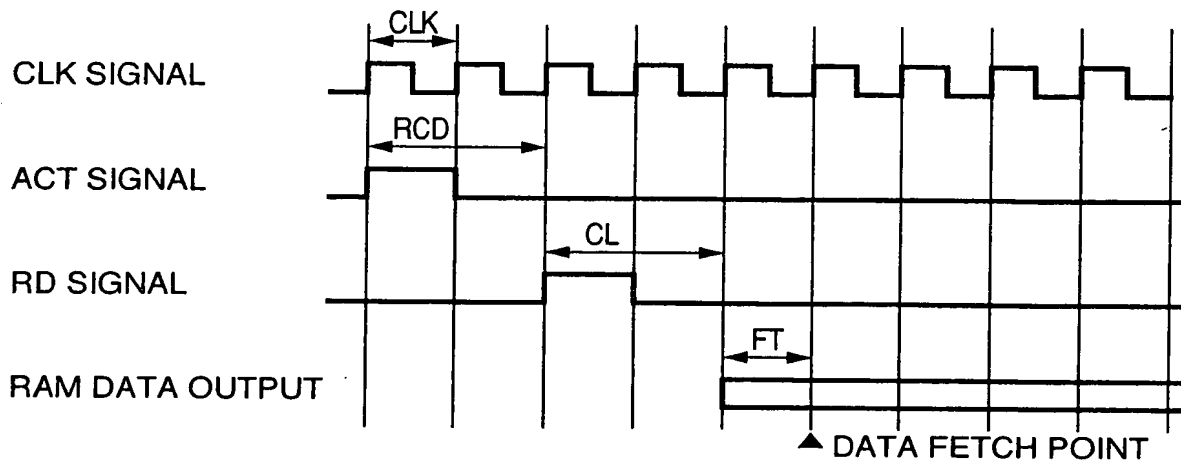 CLK
CLK SIGNAL
RCD
ACT SIGNAL
CL
RD SIGNAL
FT
RAM DATA OUTPUT
▲ DATA FETCH POINT